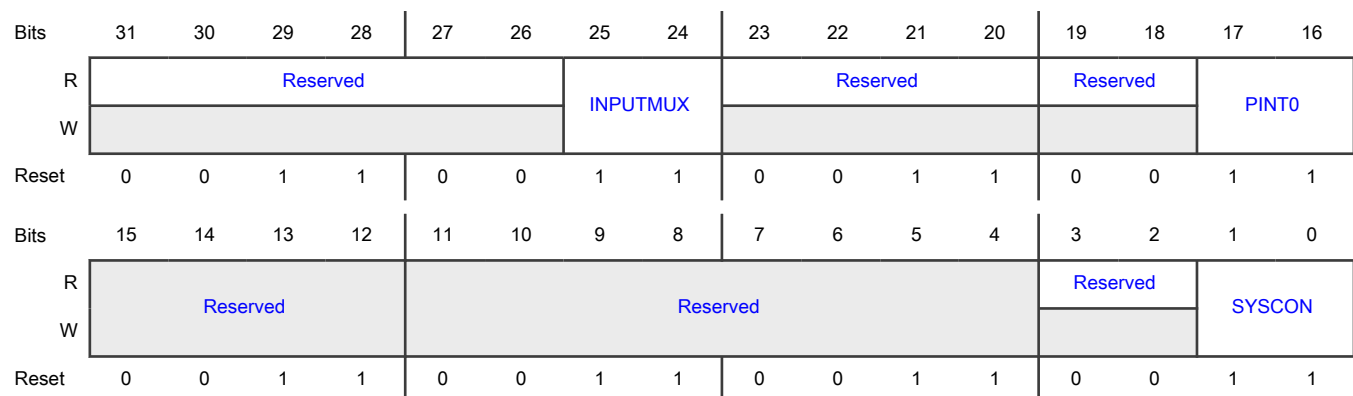 Bits 31 30 29 28 27 26 25 24 23 22 21 20 19 18 17 16
R Reserved INPUTMUX Reserved Reserved PINT0
W
Reset 0 0 1 1 0 0 1 1 0 0 1 1 0 0 1 1
Bits 15 14 13 12 11 10 9 8 7 6 5 4 3 2 1 0
R Reserved Reserved Reserved SYSCON
W
Reset 0 0 1 1 0 0 1 1 0 0 1 1 0 0 1 1